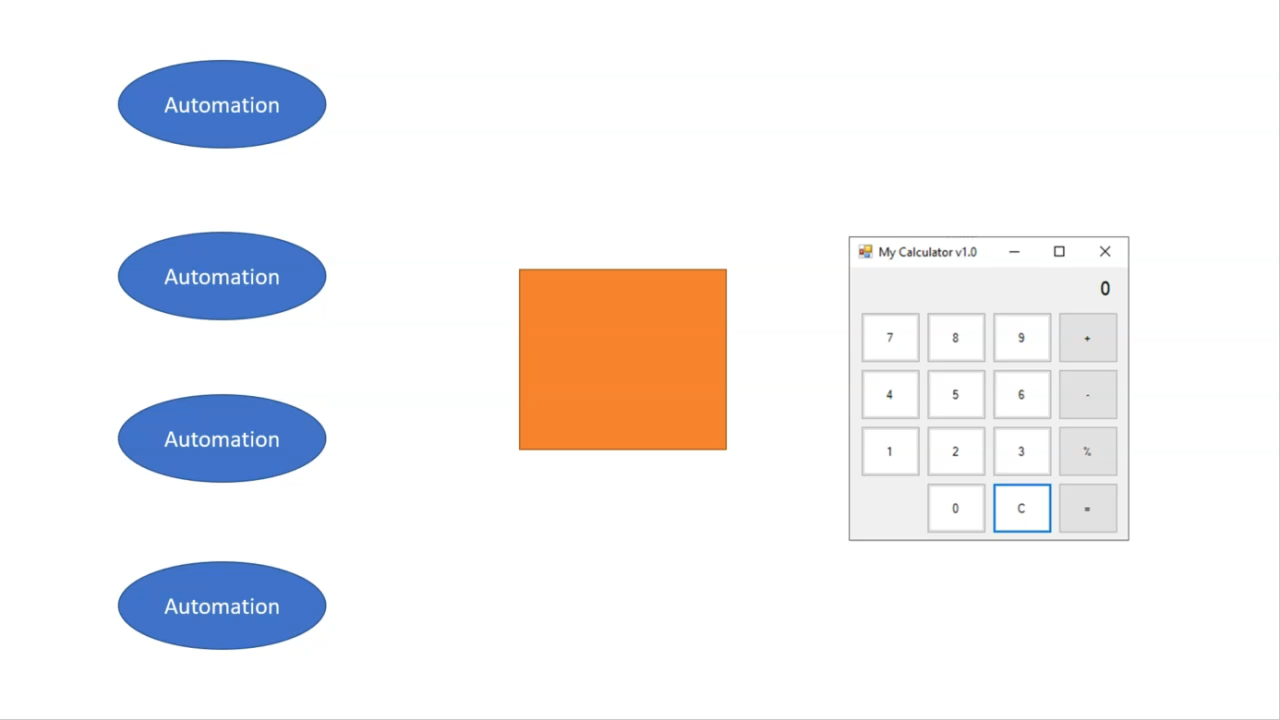 Automation
Automation
Automation
Automation
My Calculator v1.0
0
7 8 9 +
4 5 6 -
1 2 3 %
0 C =